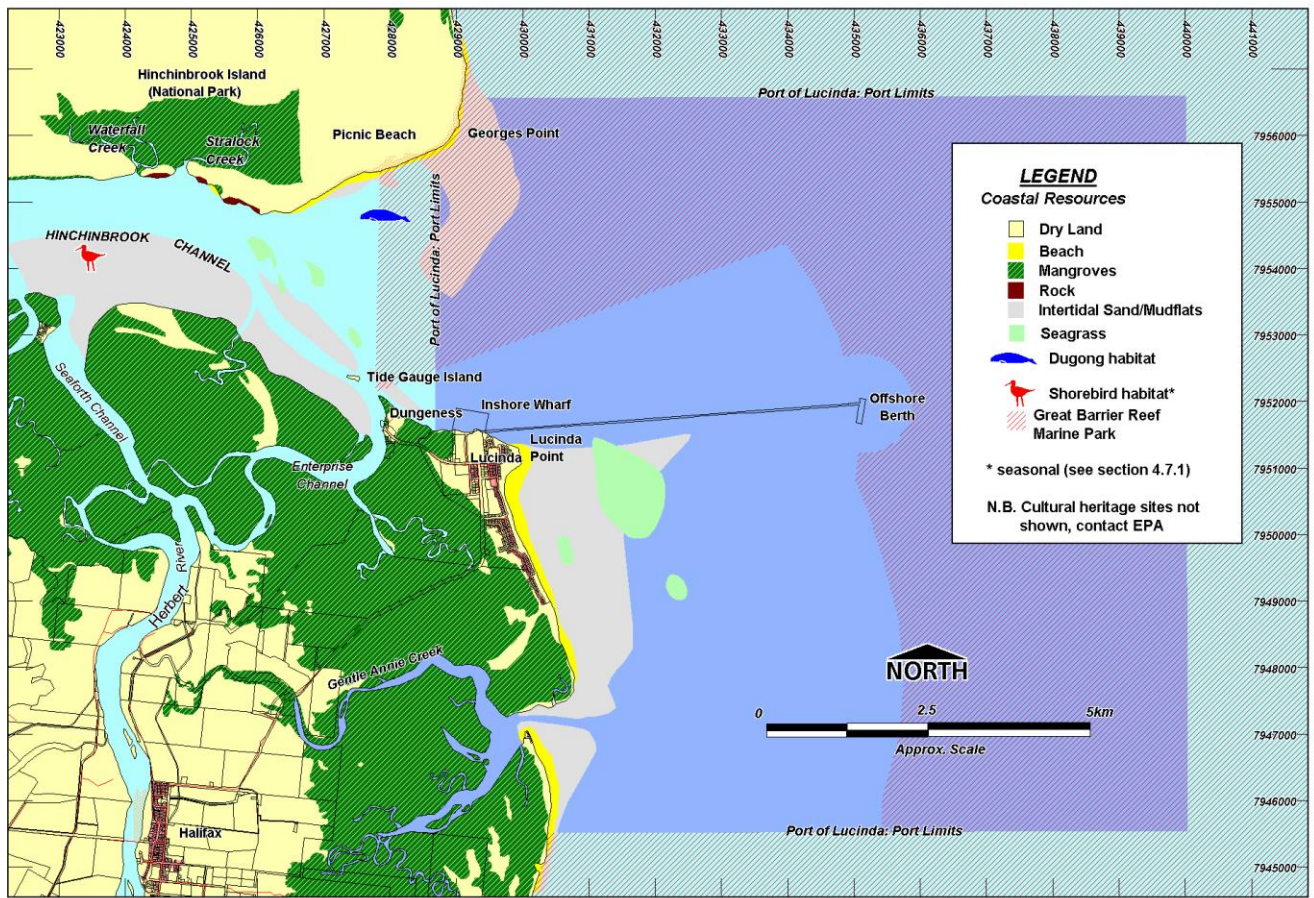 423000
424000
425000
426000
427000
428000
429000
430000
431000
432000
433000
434000
435000
436000
437000
438000
439000
440000
441000
Hinchinbrook Island
(National Park)
Port of Lucinda: Port Limits
Waterfall
Creek
Stralock
Creek
Picnic Beach
Georges Point
7956000
7955000
7954000
7953000
7952000
7951000
7950000
7949000
7948000
7947000
7946000
7945000
LEGEND
Coastal Resources
Dry Land
Beach
Mangroves
Rock
Intertidal Sand/Mudflats
Seagrass
Dugong habitat
Shorebird habitat*
Great Barrier Reef
Marine Park
* seasonal (see section 4.7.1)
N.B. Cultural heritage sites not
shown, contact EPA
Port of Lucinda: Port Limits
HINCHINBROOK
CHANNEL
Seaforth Channel
Tide Gauge Island
Dungeness
Inshore Wharf
Offshore
Berth
Lucinda
Point
Lucinda
Enterprise
Channel
Herbert
River
Gentle Annie Creek
NORTH
0
2.5
5km
Approx. Scale
Halifax
Port of Lucinda: Port Limits